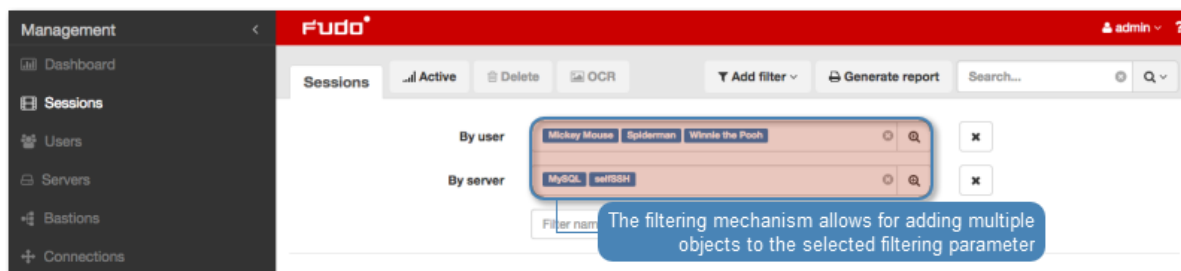 Management <
FUDO
admin
?
Dashboard
Sessions
Users
Servers
Bastions
Connections
Sessions
Active
Delete
OCR
Add filter
Generate report
Search...
By user
Mickey Mouse Spiderman Winnie the Pooh
By server
MySQL selfSSH
The filtering mechanism allows for adding multiple
objects to the selected filtering parameter